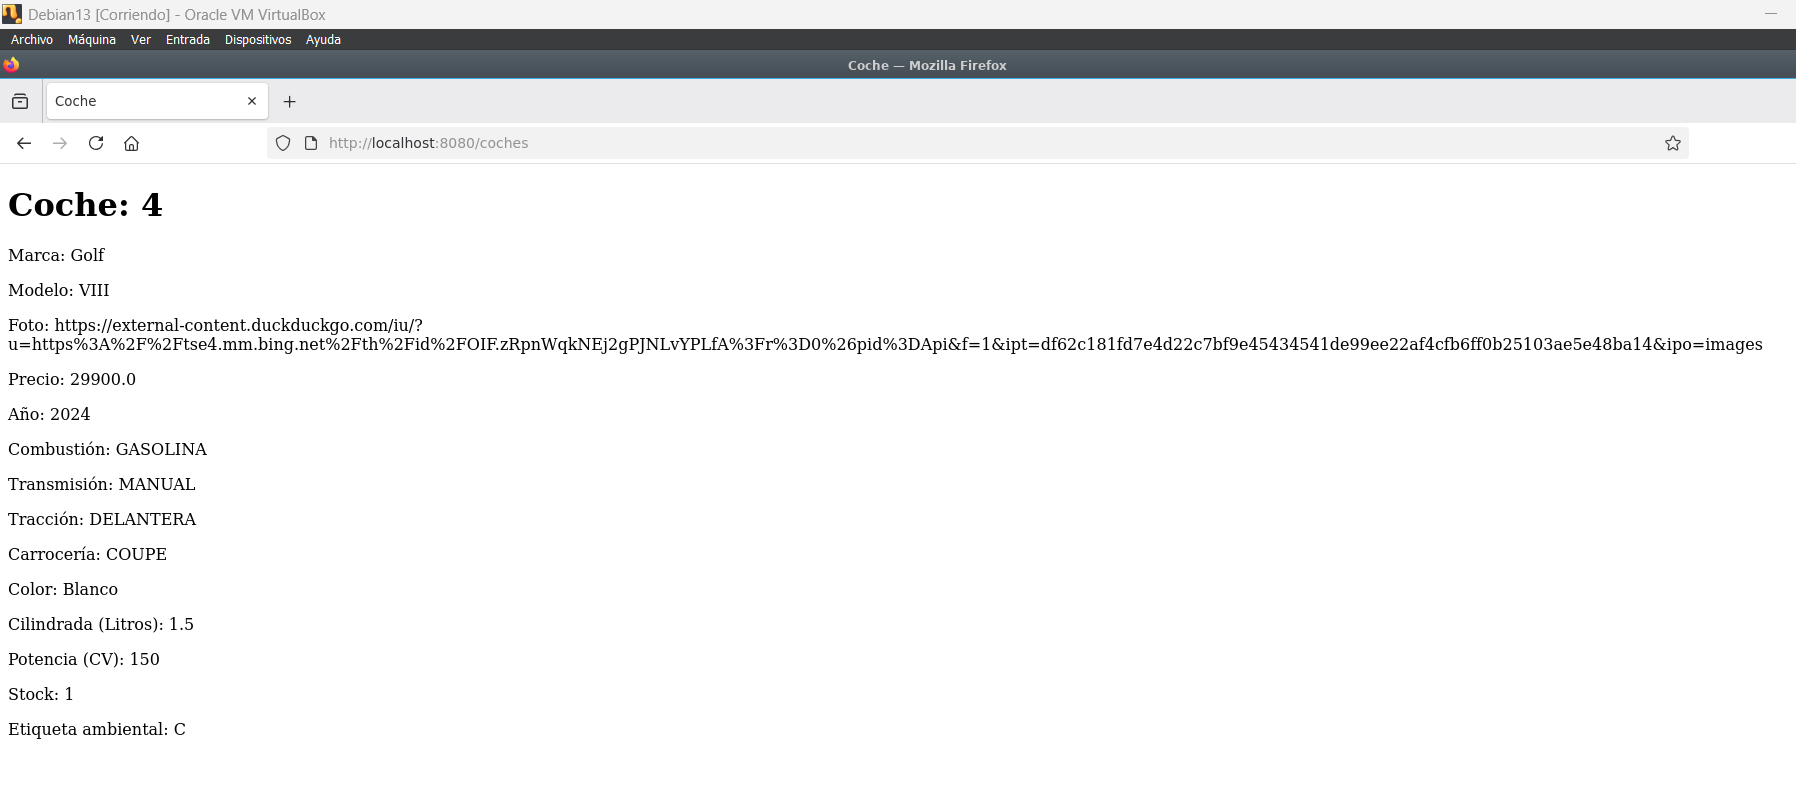 Debian13 [Corriendo] - Oracle VM VirtualBox
Archivo Máquina Ver Entrada Dispositivos Ayuda
Coche — Mozilla Firefox
Coche
http://localhost:8080/coches
Coche: 4
Marca: Golf
Modelo: VIII
Foto: https://external-content.duckduckgo.com/iu/?
u=https%3A%2F%2Ftse4.mm.bing.net%2Fth%2Fid%2FOIF.zRpnWqkNEj2gPJNLvYPLfA%3Fr%3D0%26pid%3DApi&f=1&ipt=df62c181fd7e4d22c7bf9e45434541de99ee22af4cfb6ff0b25103ae5e48ba14&ipo=images
Precio: 29900.0
Año: 2024
Combustión: GASOLINA
Transmisión: MANUAL
Tracción: DELANTERA
Carrocería: COUPE
Color: Blanco
Cilindrada (Litros): 1.5
Potencia (CV): 150
Stock: 1
Etiqueta ambiental: C